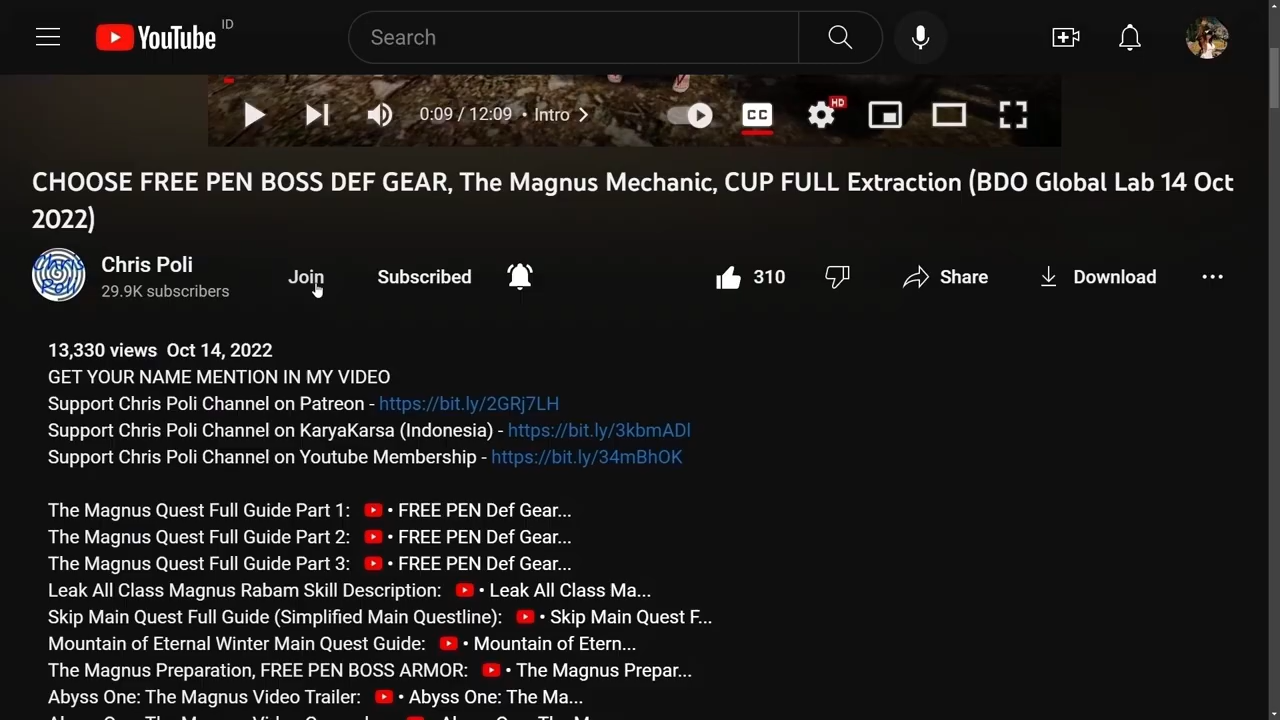 YouTube ID
Search
0:09 / 12:09 • Intro
CC
HD
CHOOSE FREE PEN BOSS DEF GEAR, The Magnus Mechanic, CUP FULL Extraction (BDO Global Lab 14 Oct
2022)
Chris Poli
Chris Poli
29.9K subscribers
Join
Subscribed
310
Share
Download
13,330 views Oct 14, 2022
GET YOUR NAME MENTION IN MY VIDEO
Support Chris Poli Channel on Patreon - https://bit.ly/2GRj7LH
Support Chris Poli Channel on KaryaKarsa (Indonesia) - https://bit.ly/3kbmADl
Support Chris Poli Channel on Youtube Membership - https://bit.ly/34mBhOK
The Magnus Quest Full Guide Part 1: • FREE PEN Def Gear...
The Magnus Quest Full Guide Part 2: • FREE PEN Def Gear...
The Magnus Quest Full Guide Part 3: • FREE PEN Def Gear...
Leak All Class Magnus Rabam Skill Description: • Leak All Class Ma...
Skip Main Quest Full Guide (Simplified Main Questline): • Skip Main Quest F...
Mountain of Eternal Winter Main Quest Guide: • Mountain of Etern...
The Magnus Preparation, FREE PEN BOSS ARMOR: • The Magnus Prepar...
Abyss One: The Magnus Video Trailer: • Abyss One: The Ma...